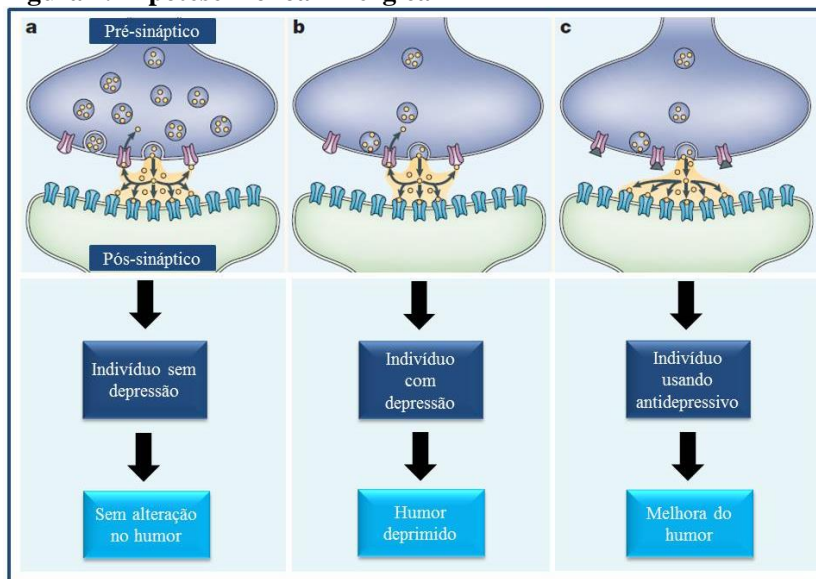 a
Pré-sináptico
b
c
Pós-sináptico
Indivíduo sem
depressão
Indivíduo
com
depressão
Indivíduo
usando
antidepressivo
Sem alteração
no humor
Humor
deprimido
Melhora do
humor